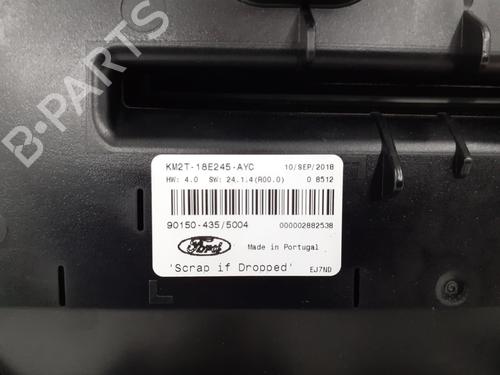 KM2T-18E245-AYC 10/SEP/2018
HW: 4.0 SW: 24.1.4(R00.0) 0 8512
90150-435/5004 000002882538
Ford Made in Portugal
'Scrap if Dropped' EJ7ND
B-PARTS